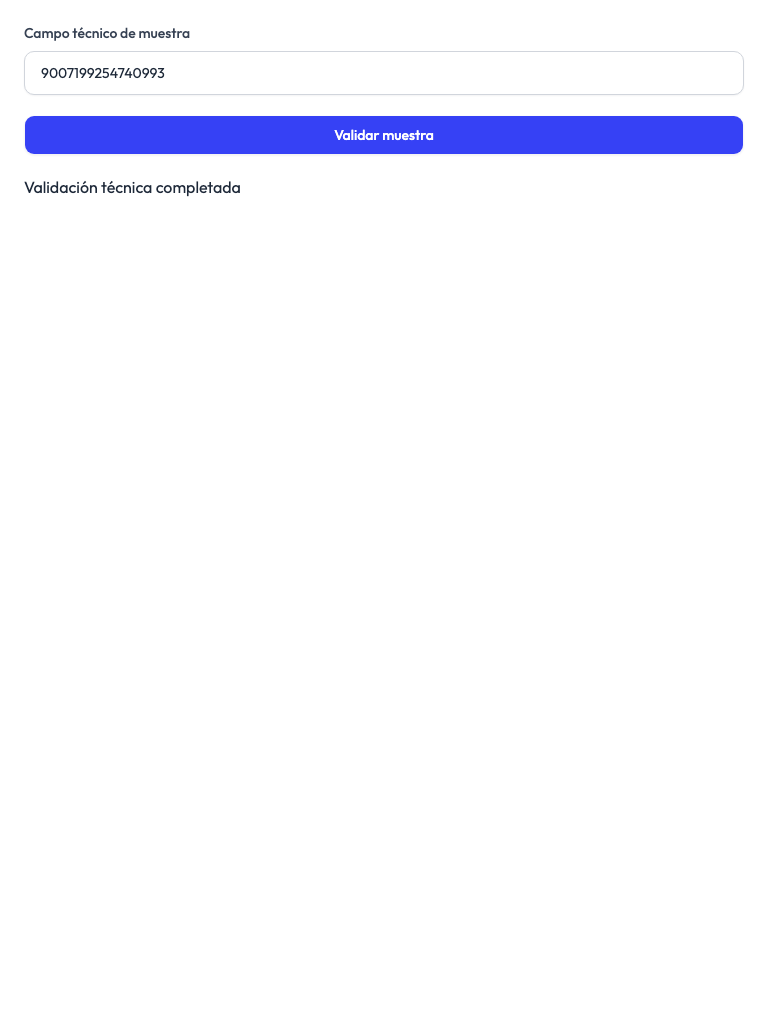 Campo técnico de muestra
9007199254740993
Validar muestra
Validación técnica completada